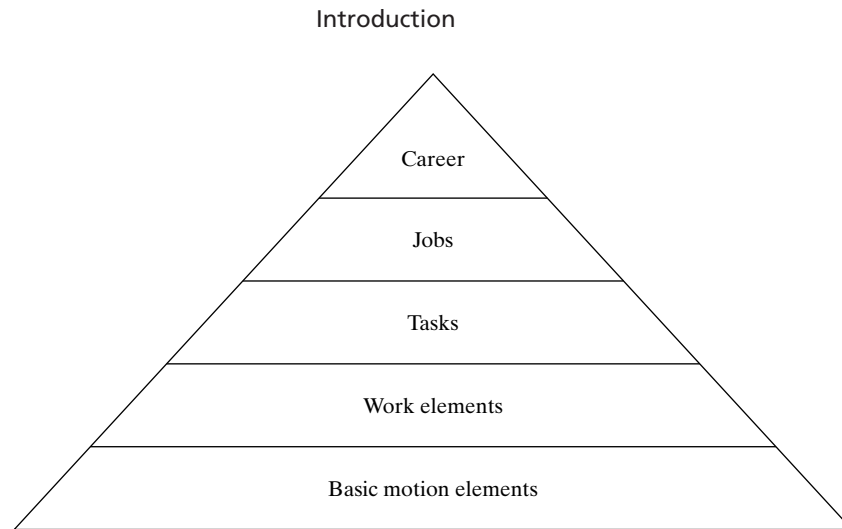 Introduction
Career
Jobs
Tasks
Work elements
Basic motion elements